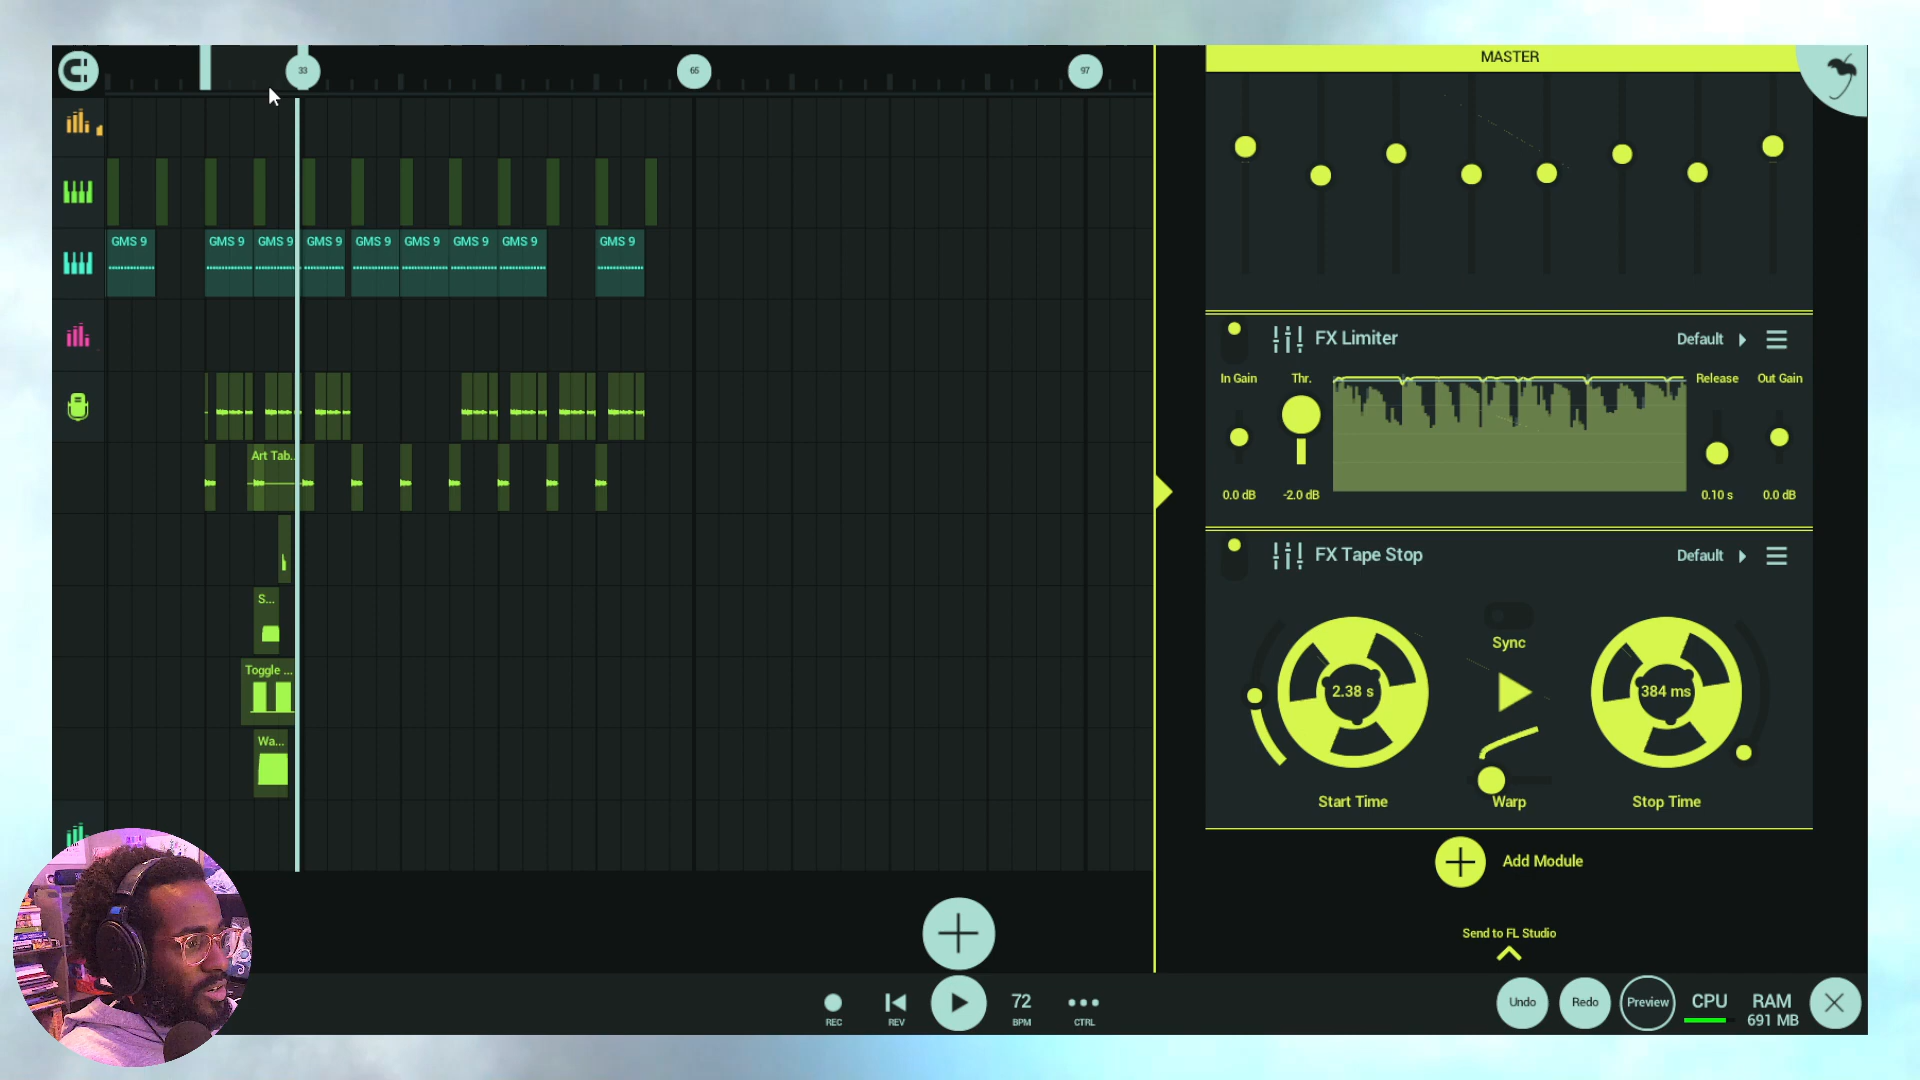 33
65
97
MASTER
GMS 9
GMS 9
GMS 9
GMS 9
GMS 9
GMS 9
GMS 9
GMS 9
GMS 9
FX Limiter
Default
In Gain
Thr.
Release
Out Gain
0.0 dB
-2.0 dB
0.10 s
0.0 dB
Art Tab..
FX Tape Stop
Default
S...
Sync
Toggle ...
2.38 s
384 ms
Wa...
Start Time
Warp
Stop Time
Add Module
Send to FL Studio
REC
REV
72
BPM
CTRL
Undo
Redo
Preview
CPU
RAM
691 MB